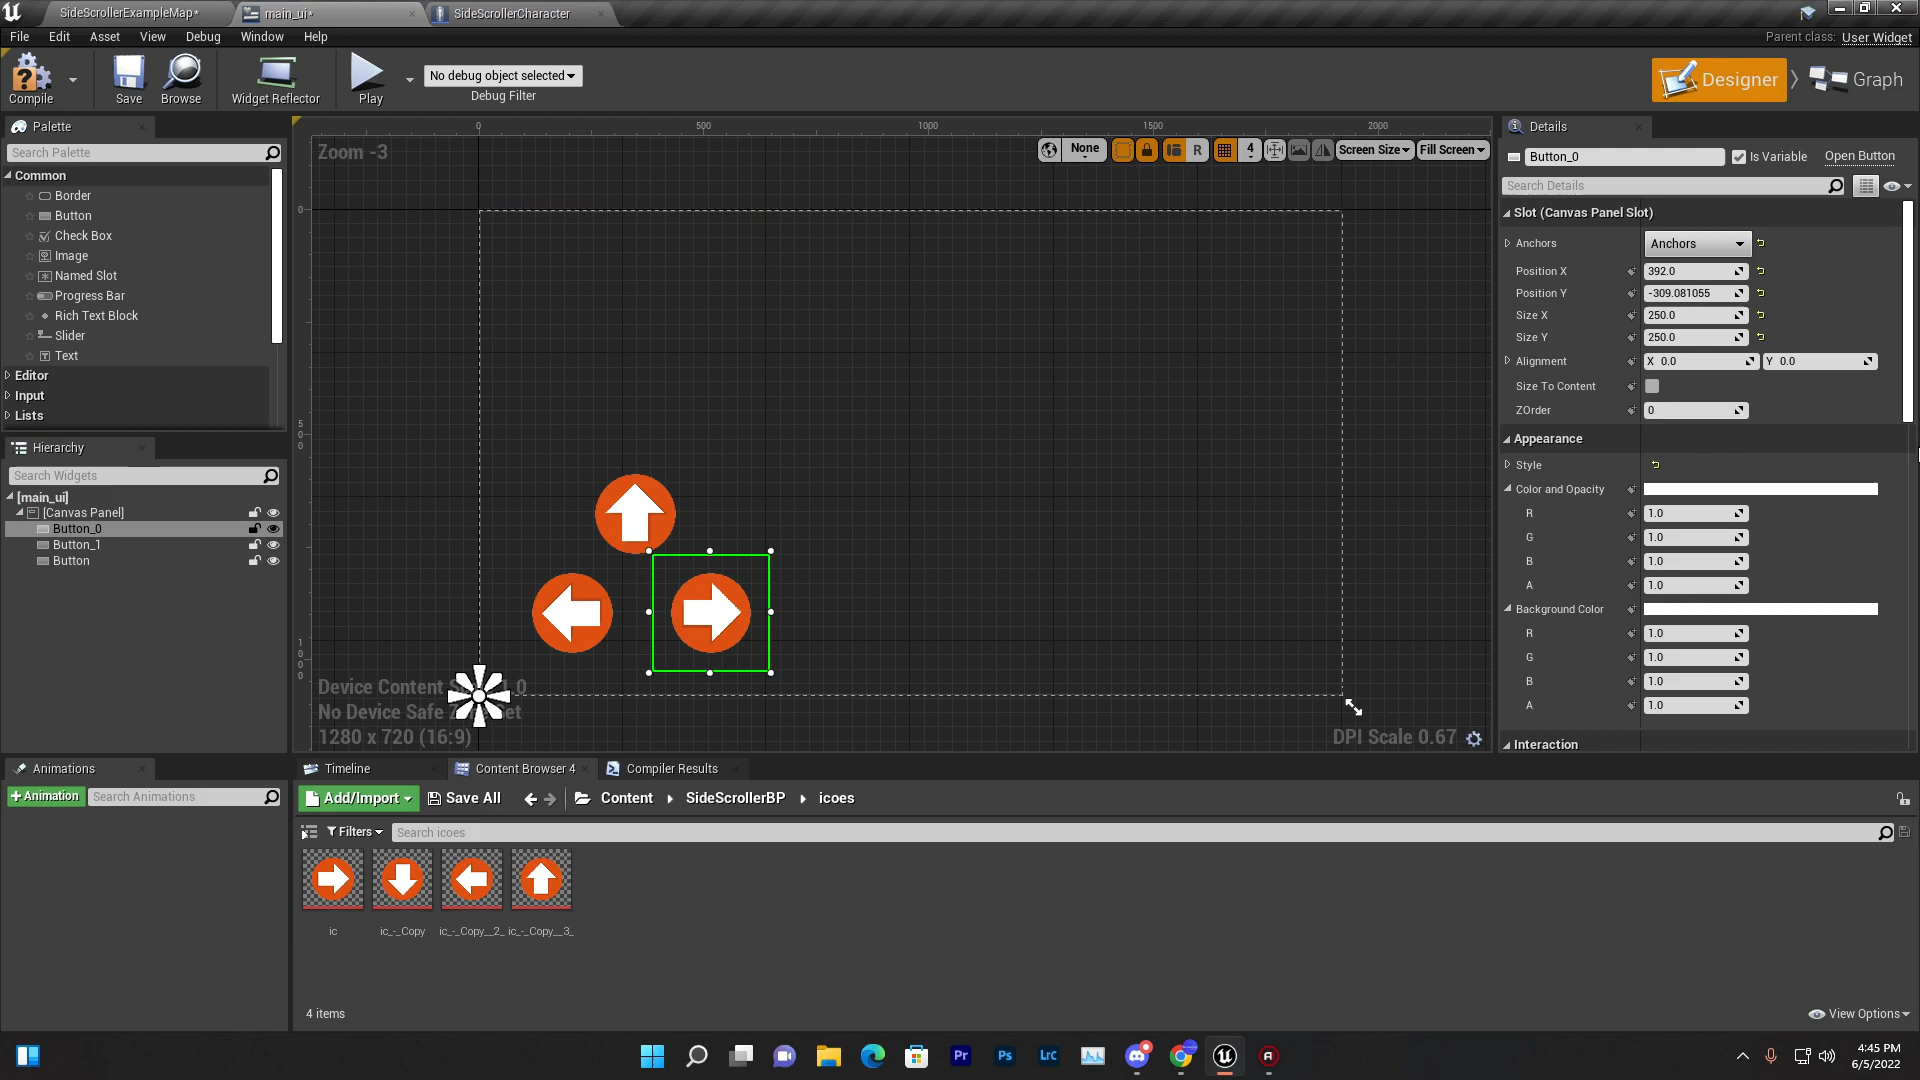 SideScrollerExampleMap*
main_ui*
SideScrollerCharacter
File Edit Asset View Debug Window Help
Parent class: User Widget
Compile
Save
Browse
Widget Reflector
Play
No debug object selected
Debug Filter
Designer
Graph
Palette
Search Palette
Common
Border
Button
Check Box
Image
Named Slot
Progress Bar
Rich Text Block
Slider
Text
Editor
Input
Lists
Hierarchy
Search Widgets
[main_ui]
[Canvas Panel]
Button_0
Button_1
Button
Animations
+Animation
Search Animations
0 500 1000 1500 2000
Zoom -3
None
R
4
Screen Size
Fill Screen
0
500
1000
Device Content S
.0
No Device Safe Z
et
1280 x 720 (16:9)
DPI Scale 0.67
Details
Button_0
Is Variable
Open Button
Search Details
Slot (Canvas Panel Slot)
Anchors Anchors
Position X 392.0
Position Y -309.081055
Size X 250.0
Size Y 250.0
Alignment X 0.0 Y 0.0
Size To Content
ZOrder 0
Appearance
Style
Color and Opacity
R 1.0
G 1.0
B 1.0
A 1.0
Background Color
R 1.0
G 1.0
B 1.0
A 1.0
Interaction
Timeline
Content Browser 4
Compiler Results
Add/Import
Save All
Content
SideScrollerBP
icoes
Filters
Search icoes
ic
ic_-_Copy
ic_-_Copy__2_
ic_-_Copy__3_
4 items
View Options
Pr
Ps
Lrc
4:45 PM
6/5/2022